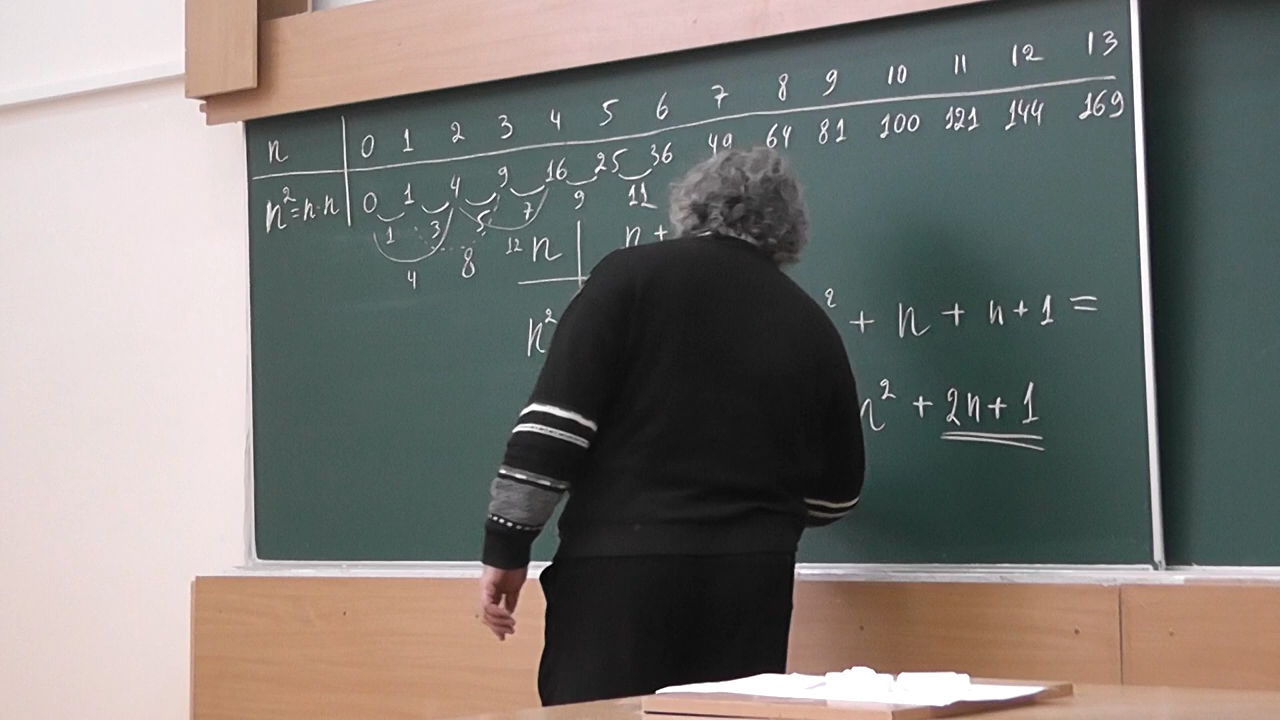 n 0 1 2 3 4 5 6 7 8 9 10 11 12 13
n²=n·n 0 1 4 9 16 25 36 49 64 81 100 121 144 169
1 3 5 7 9 11
4 8 12
n n +
n² ² + n + n+1 =
n² + 2n+1